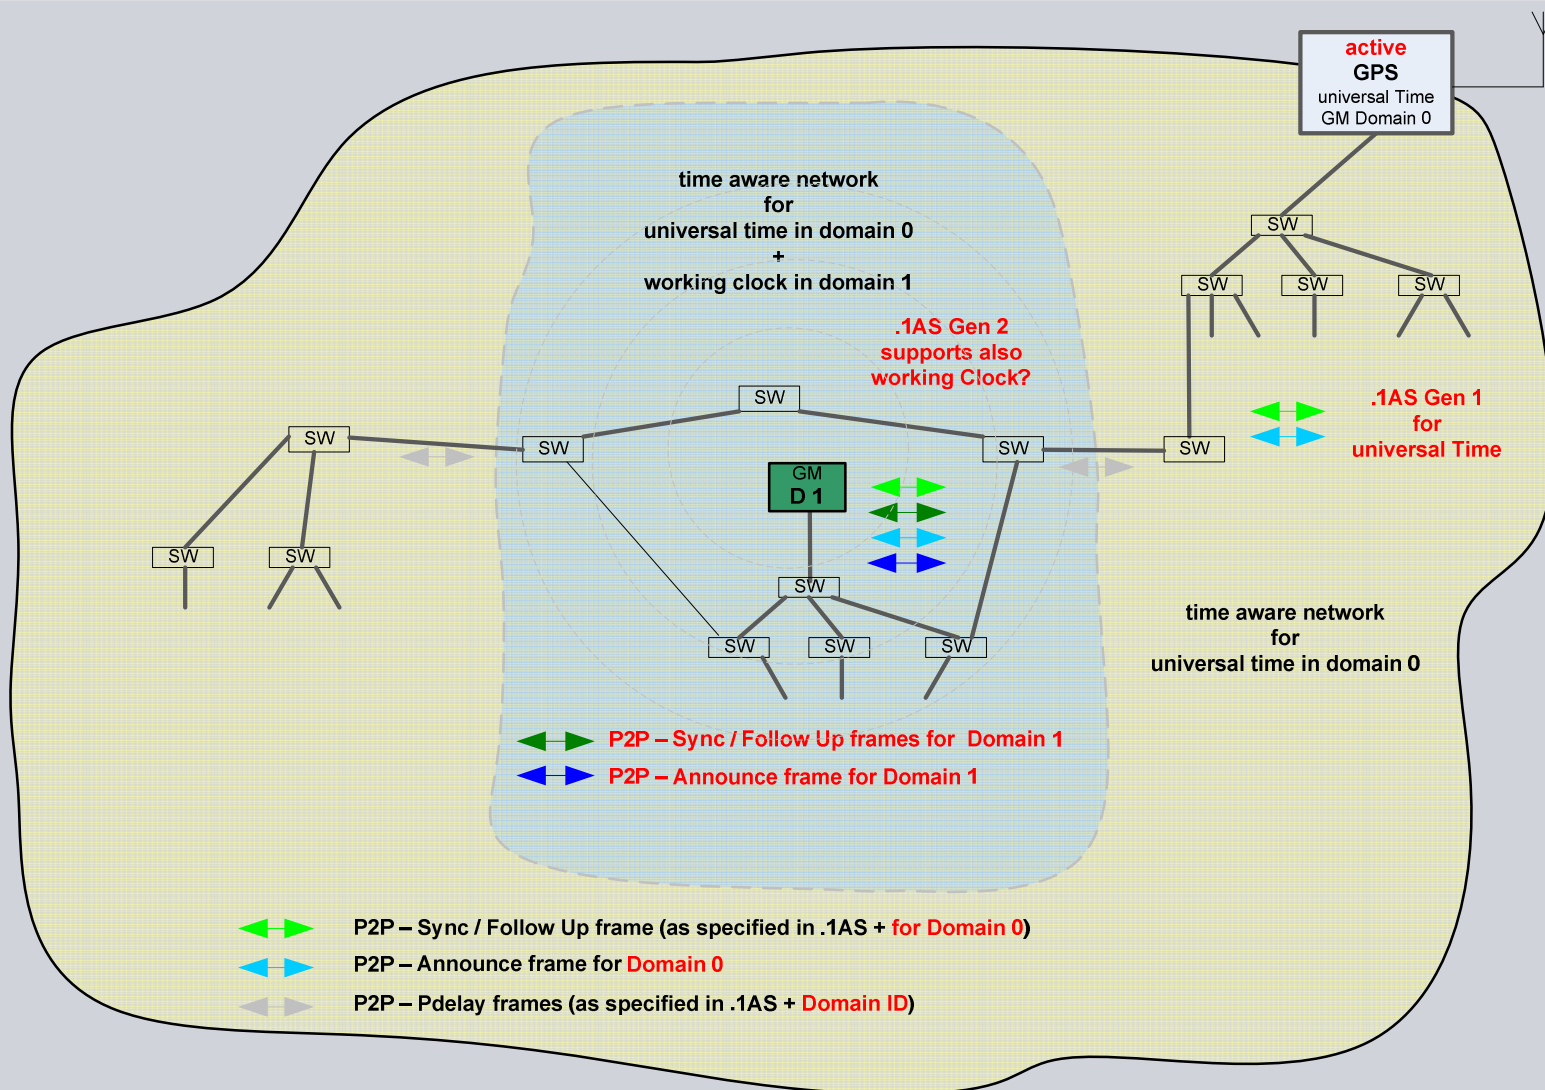 active
GPS
universal Time
GM Domain 0
time aware network
for
universal time in domain 0
+
working clock in domain 1
SW
SW
SW
SW
.1AS Gen 2
supports also
working Clock?
SW
.1AS Gen 1
for
universal Time
SW
SW
SW
SW
GM
D 1
SW
SW
SW
time aware network
for
universal time in domain 0
SW
SW
SW
P2P – Sync / Follow Up frames for Domain 1
P2P – Announce frame for Domain 1
P2P – Sync / Follow Up frame (as specified in .1AS + for Domain 0)
P2P – Announce frame for Domain 0
P2P – Pdelay frames (as specified in .1AS + Domain ID)